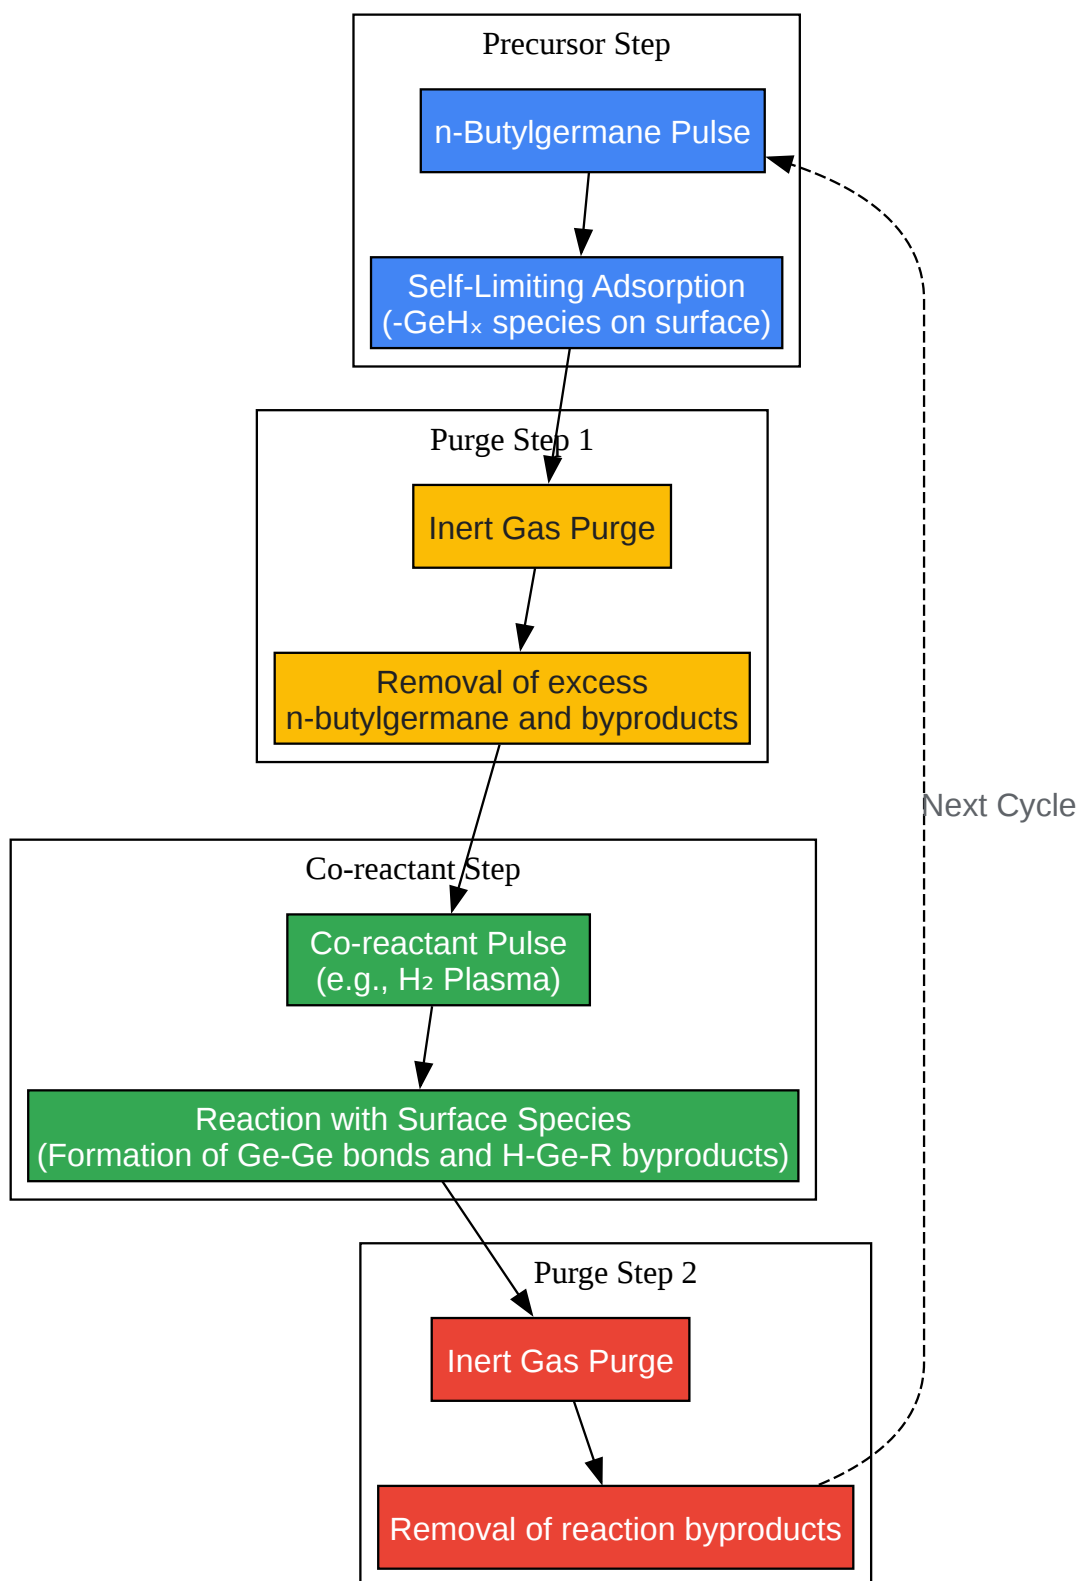 Precursor Step
n-Butylgermane Pulse
Self-Limiting Adsorption
(-GeHₓ species on surface)
Purge Step 1
Inert Gas Purge
Removal of excess
n-butylgermane and byproducts
Next Cycle
Co-reactant Step
Co-reactant Pulse
(e.g., H₂ Plasma)
Reaction with Surface Species
(Formation of Ge-Ge bonds and H-Ge-R byproducts)
Purge Step 2
Inert Gas Purge
Removal of reaction byproducts